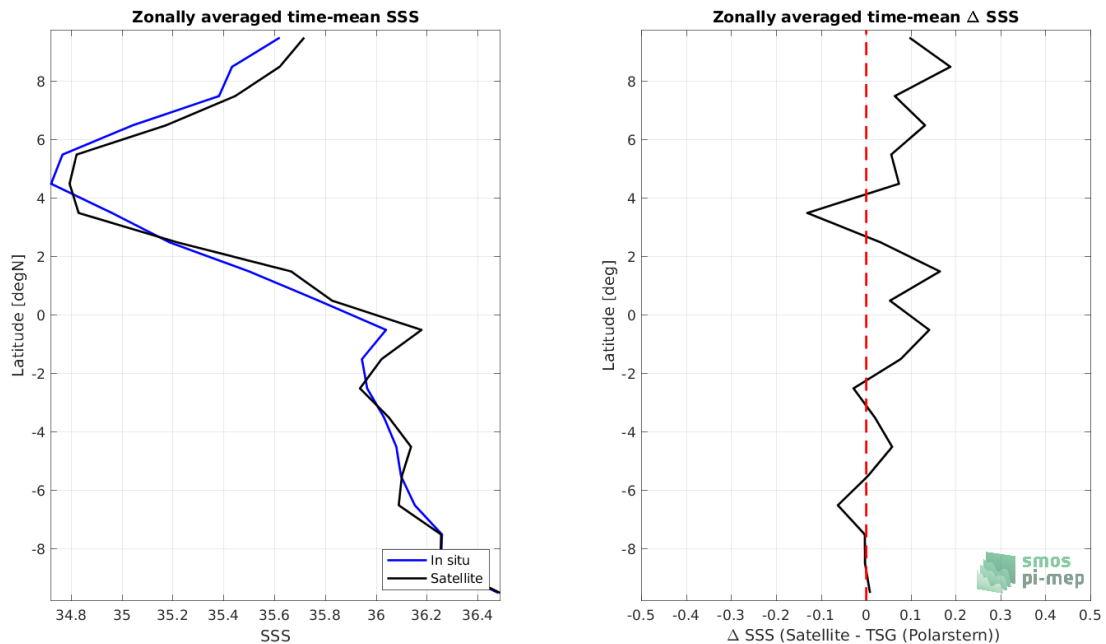 Zonally averaged time-mean SSS
8
6
4
2
0
-2
-4
-6
-8
Latitude [degN]
34.8 35 35.2 35.4 35.6 35.8 36 36.2 36.4
SSS
In situ
Satellite
Zonally averaged time-mean Δ SSS
8
6
4
2
0
-2
-4
-6
-8
Latitude [deg]
-0.5 -0.4 -0.3 -0.2 -0.1 0 0.1 0.2 0.3 0.4 0.5
Δ SSS (Satellite - TSG (Polarstern))
smos
pi-mep